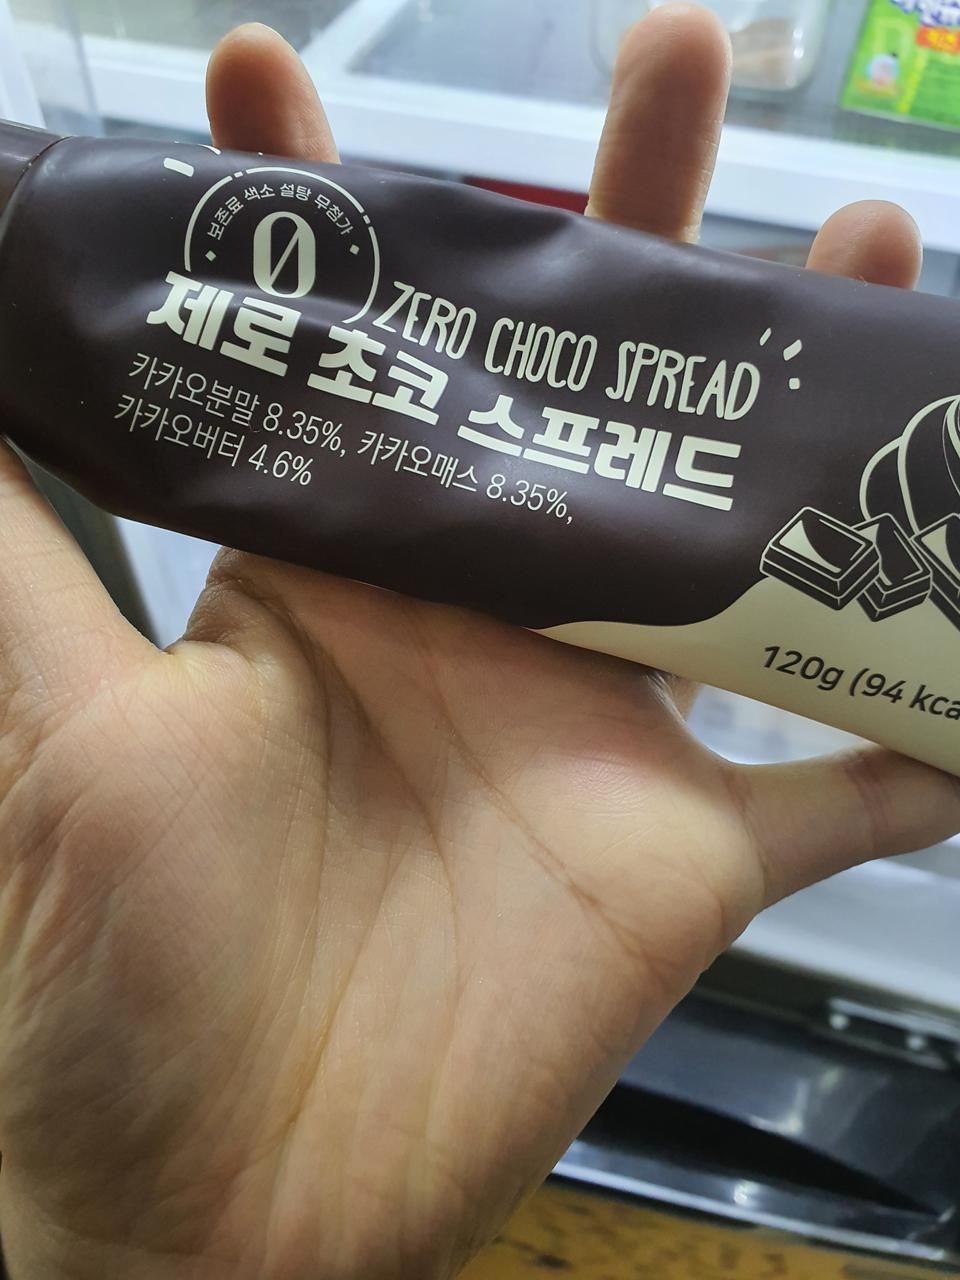 보존료 색소 설탕 무첨가
0
ZERO CHOCO SPREAD
제로 초코 스프레드
카카오분말 8.35%, 카카오매스 8.35%,
카카오버터 4.6%
120g (94 kca